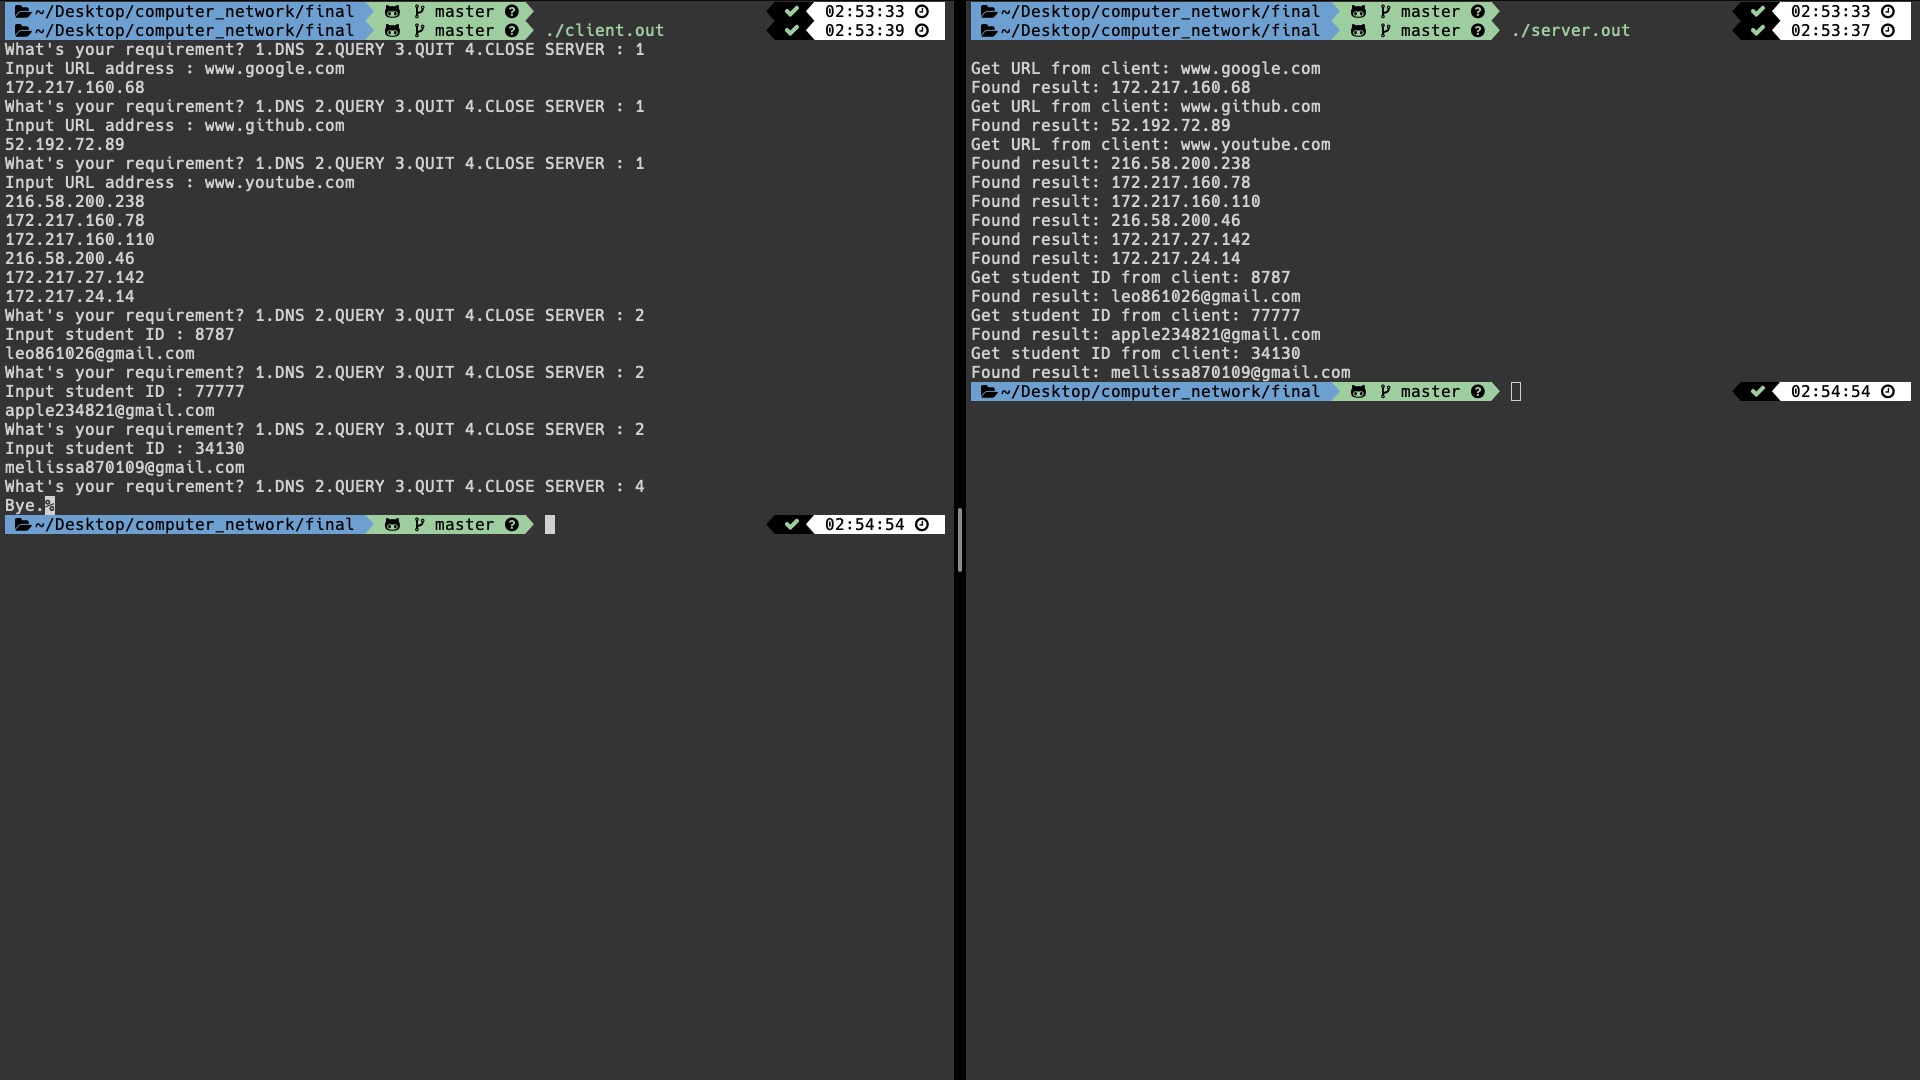 ~/Desktop/computer_network/final master 02:53:33
~/Desktop/computer_network/final master ./client.out 02:53:39
What's your requirement? 1.DNS 2.QUERY 3.QUIT 4.CLOSE SERVER : 1
Input URL address : www.google.com
172.217.160.68
What's your requirement? 1.DNS 2.QUERY 3.QUIT 4.CLOSE SERVER : 1
Input URL address : www.github.com
52.192.72.89
What's your requirement? 1.DNS 2.QUERY 3.QUIT 4.CLOSE SERVER : 1
Input URL address : www.youtube.com
216.58.200.238
172.217.160.78
172.217.160.110
216.58.200.46
172.217.27.142
172.217.24.14
What's your requirement? 1.DNS 2.QUERY 3.QUIT 4.CLOSE SERVER : 2
Input student ID : 8787
leo861026@gmail.com
What's your requirement? 1.DNS 2.QUERY 3.QUIT 4.CLOSE SERVER : 2
Input student ID : 77777
apple234821@gmail.com
What's your requirement? 1.DNS 2.QUERY 3.QUIT 4.CLOSE SERVER : 2
Input student ID : 34130
mellissa870109@gmail.com
What's your requirement? 1.DNS 2.QUERY 3.QUIT 4.CLOSE SERVER : 4
Bye.%
~/Desktop/computer_network/final master 02:54:54
~/Desktop/computer_network/final master 02:53:33
~/Desktop/computer_network/final master ./server.out 02:53:37
Get URL from client: www.google.com
Found result: 172.217.160.68
Get URL from client: www.github.com
Found result: 52.192.72.89
Get URL from client: www.youtube.com
Found result: 216.58.200.238
Found result: 172.217.160.78
Found result: 172.217.160.110
Found result: 216.58.200.46
Found result: 172.217.27.142
Found result: 172.217.24.14
Get student ID from client: 8787
Found result: leo861026@gmail.com
Get student ID from client: 77777
Found result: apple234821@gmail.com
Get student ID from client: 34130
Found result: mellissa870109@gmail.com
~/Desktop/computer_network/final master 02:54:54